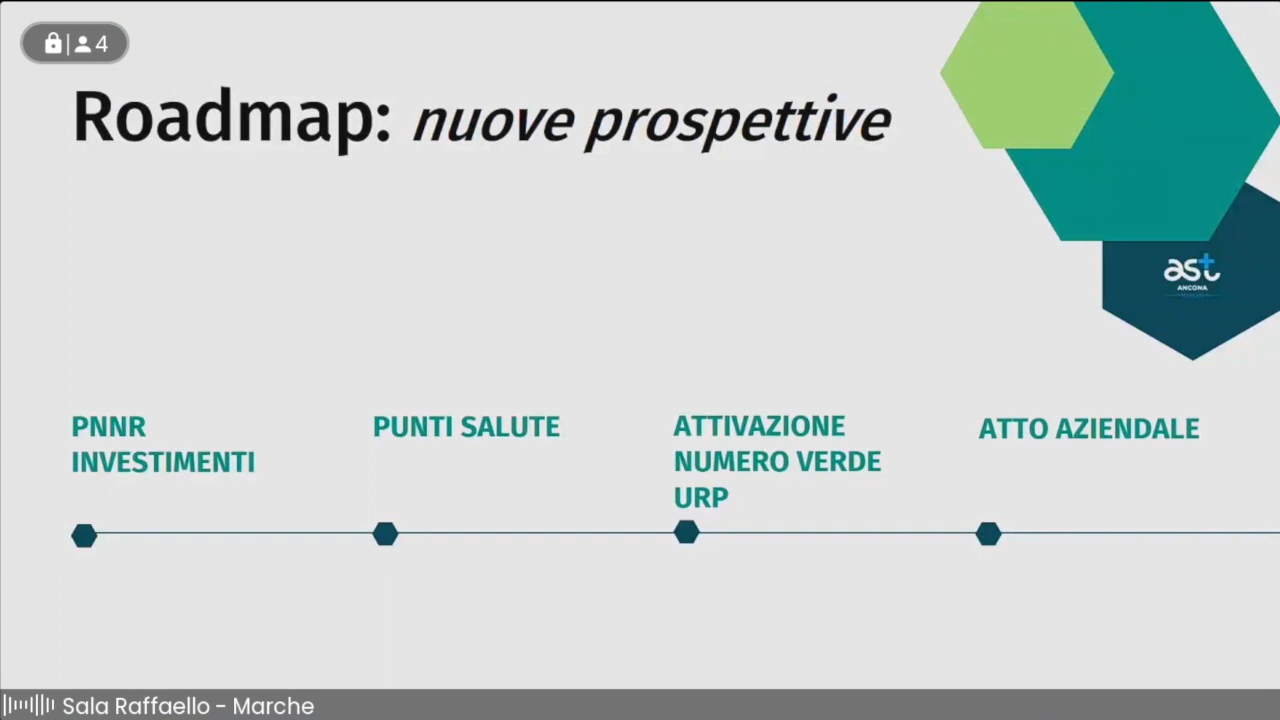 4
Roadmap: nuove prospettive
ast
ANCONA
PNNR
INVESTIMENTI
PUNTI SALUTE
ATTIVAZIONE
NUMERO VERDE
URP
ATTO AZIENDALE
Sala Raffaello - Marche